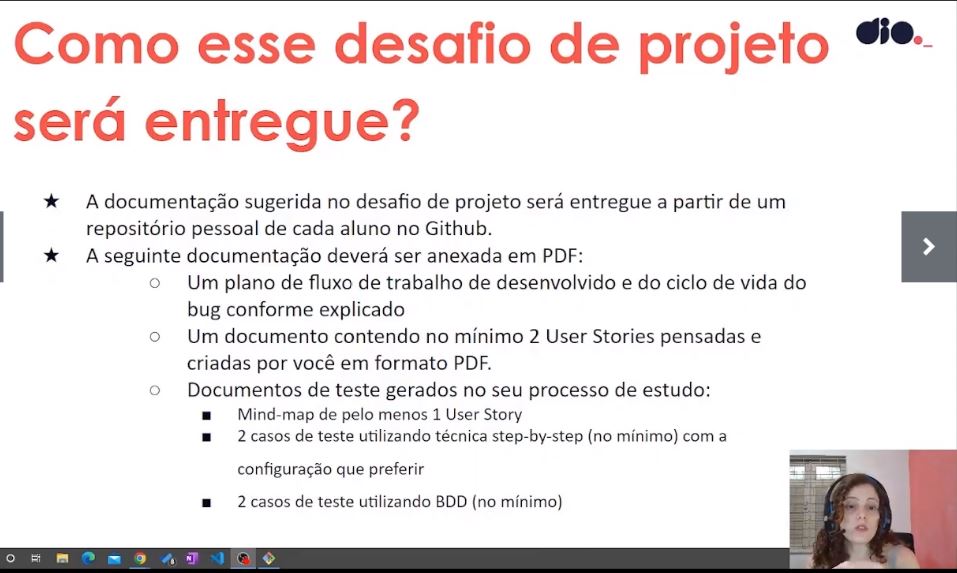 Como esse desafio de projeto
será entregue?
dio._
★ A documentação sugerida no desafio de projeto será entregue a partir de um
repositório pessoal de cada aluno no Github.
★ A seguinte documentação deverá ser anexada em PDF:
○ Um plano de fluxo de trabalho de desenvolvido e do ciclo de vida do
bug conforme explicado
○ Um documento contendo no mínimo 2 User Stories pensadas e
criadas por você em formato PDF.
○ Documentos de teste gerados no seu processo de estudo:
■ Mind-map de pelo menos 1 User Story
■ 2 casos de teste utilizando técnica step-by-step (no mínimo) com a
configuração que preferir
■ 2 casos de teste utilizando BDD (no mínimo)